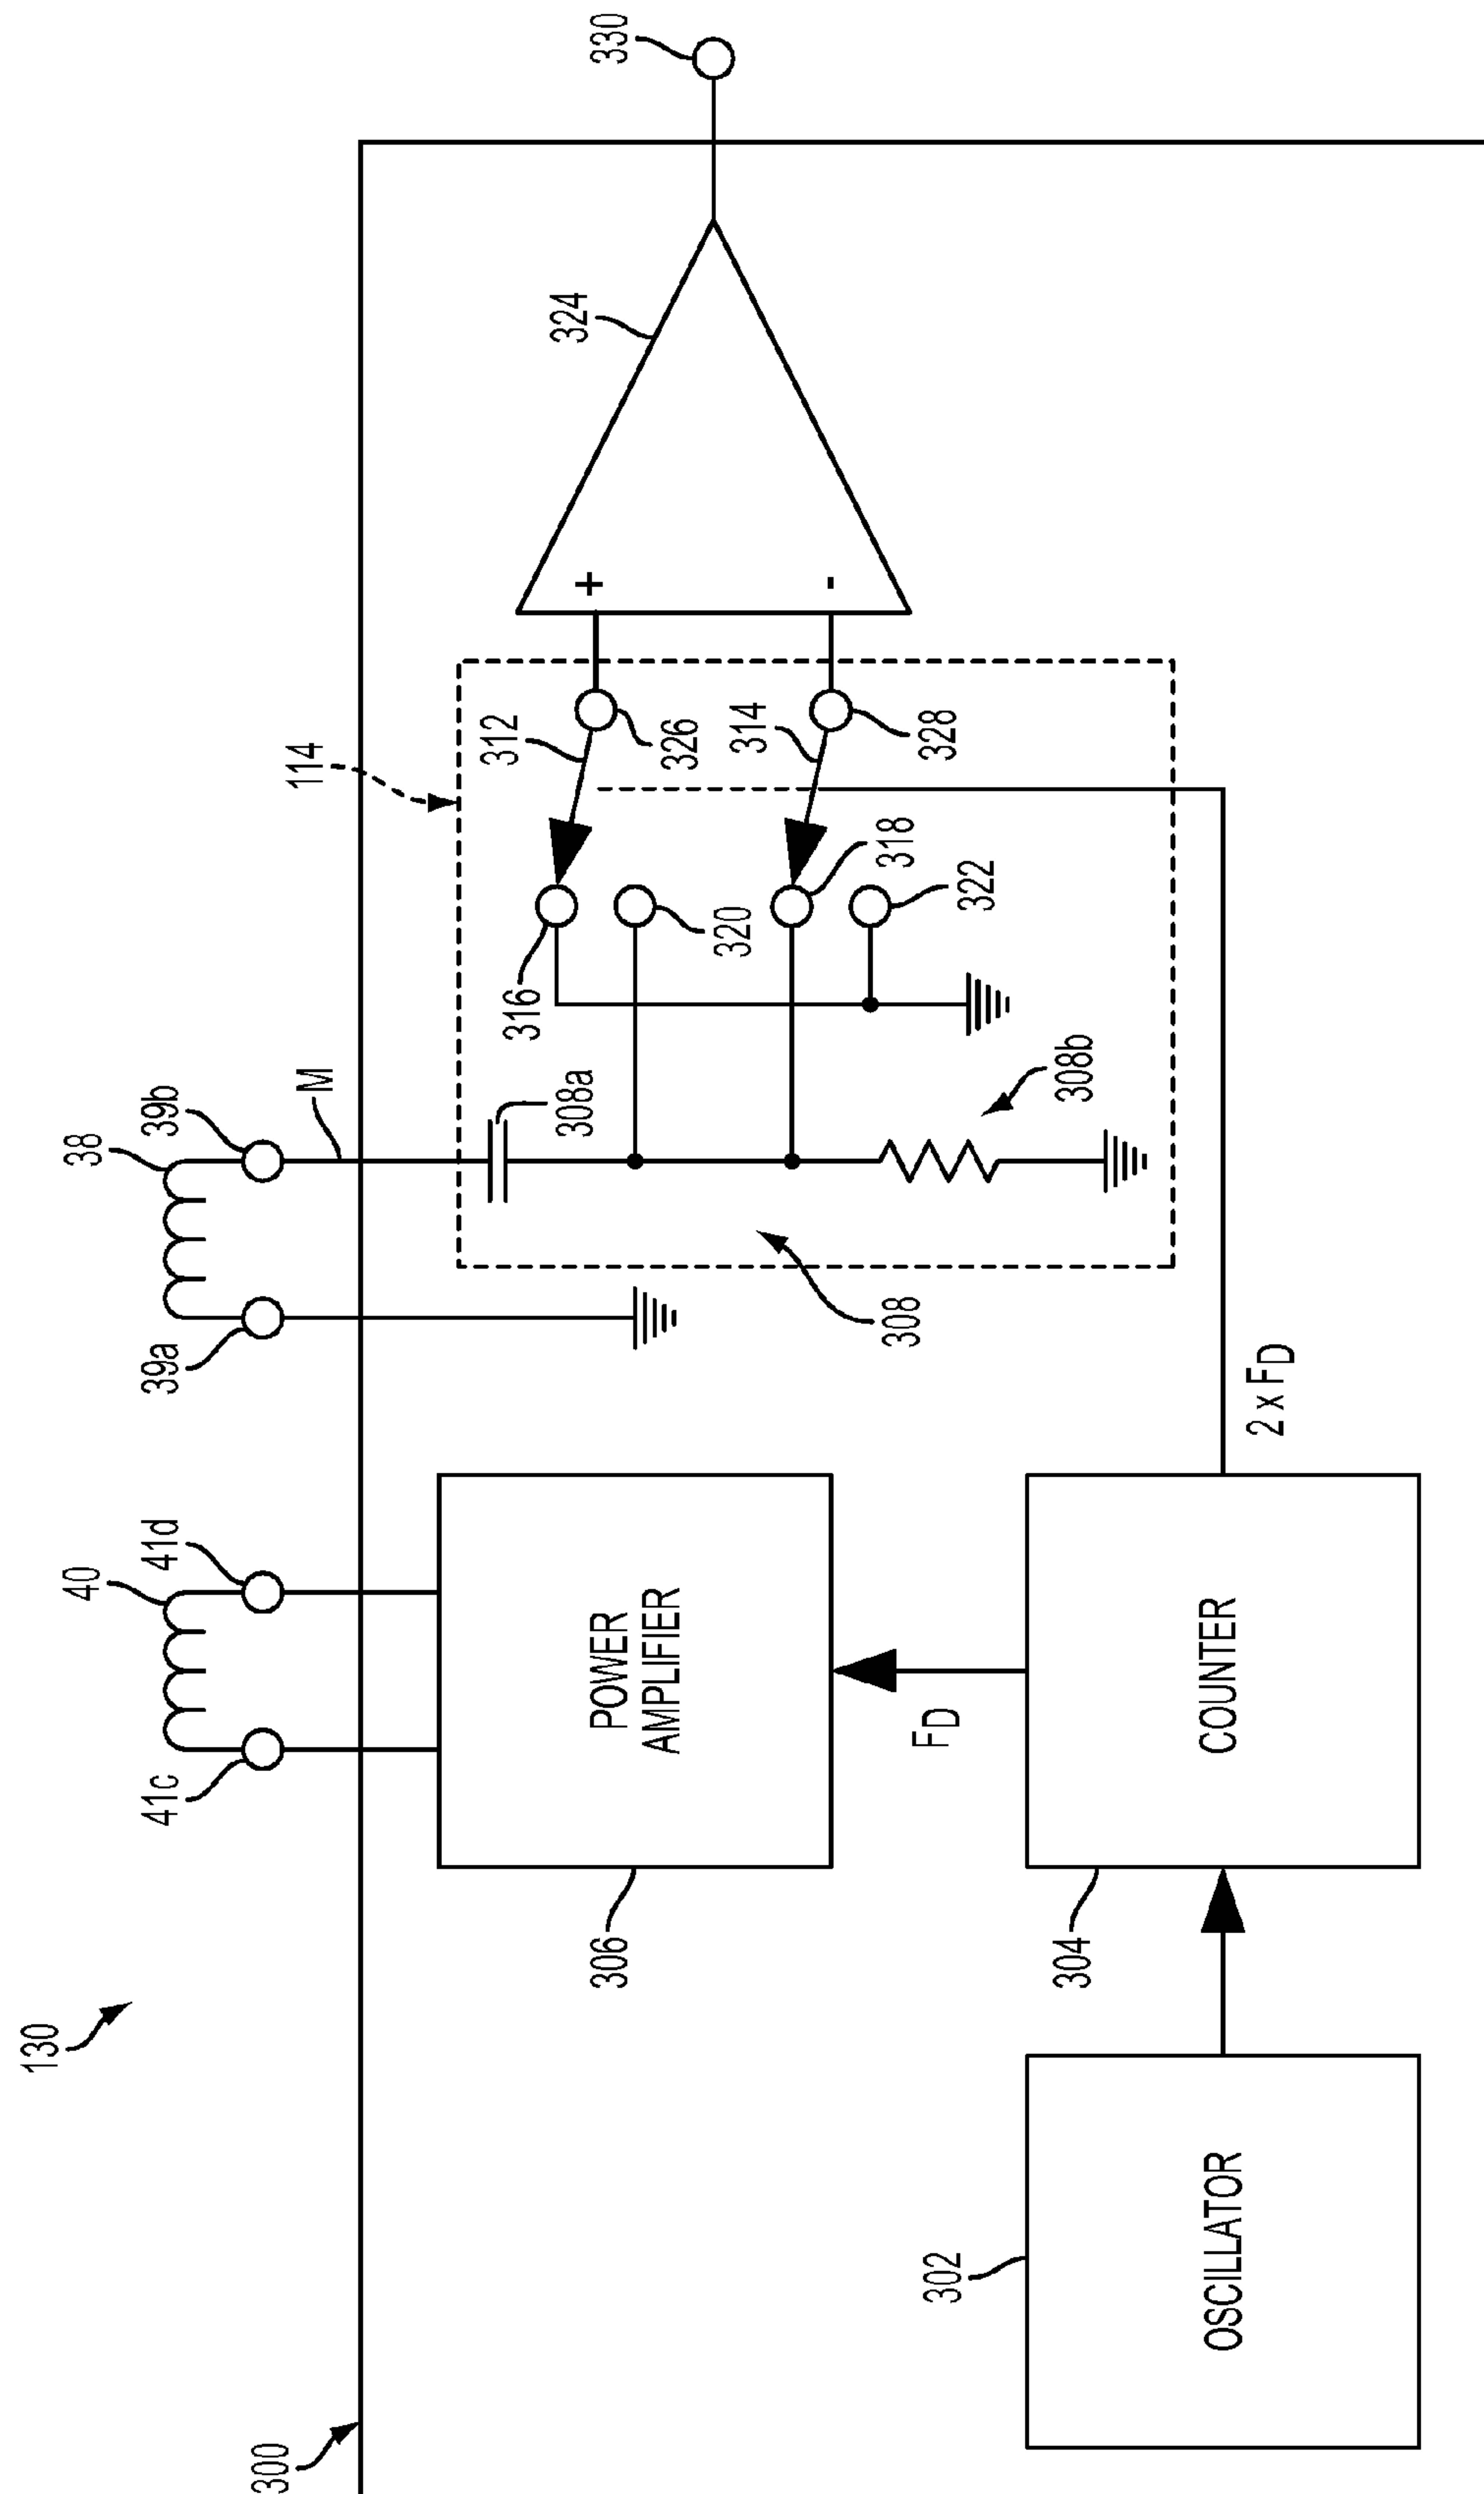 130
300
40
41c
41d
38
39a
39b
M
114
330
324
+
-
312
326
314
328
316
320
318
322
308a
308b
308
POWER
AMPLIFIER
306
FD
2 x FD
COUNTER
304
OSCILLATOR
302